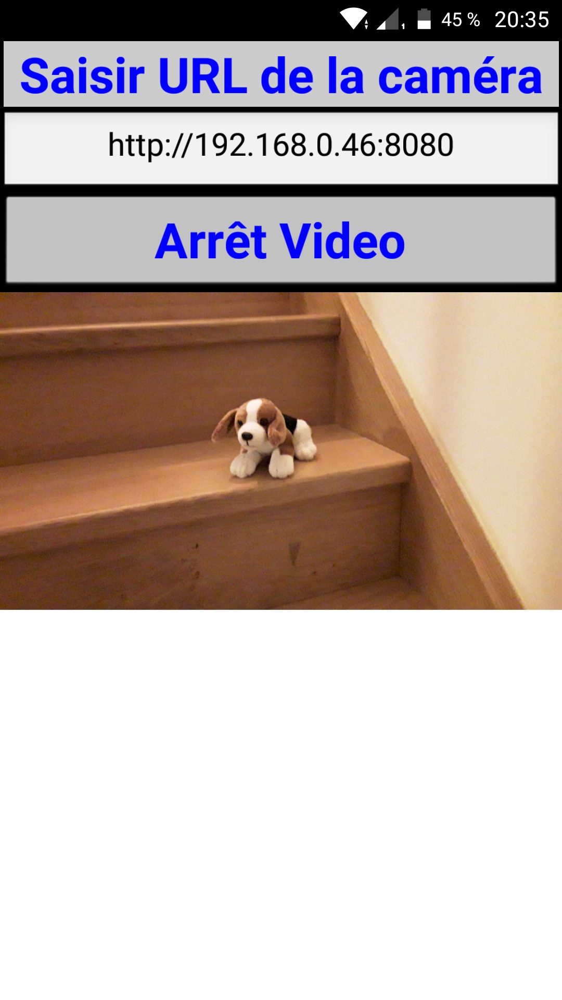 45 % 20:35
Saisir URL de la caméra
http://192.168.0.46:8080
Arrêt Video